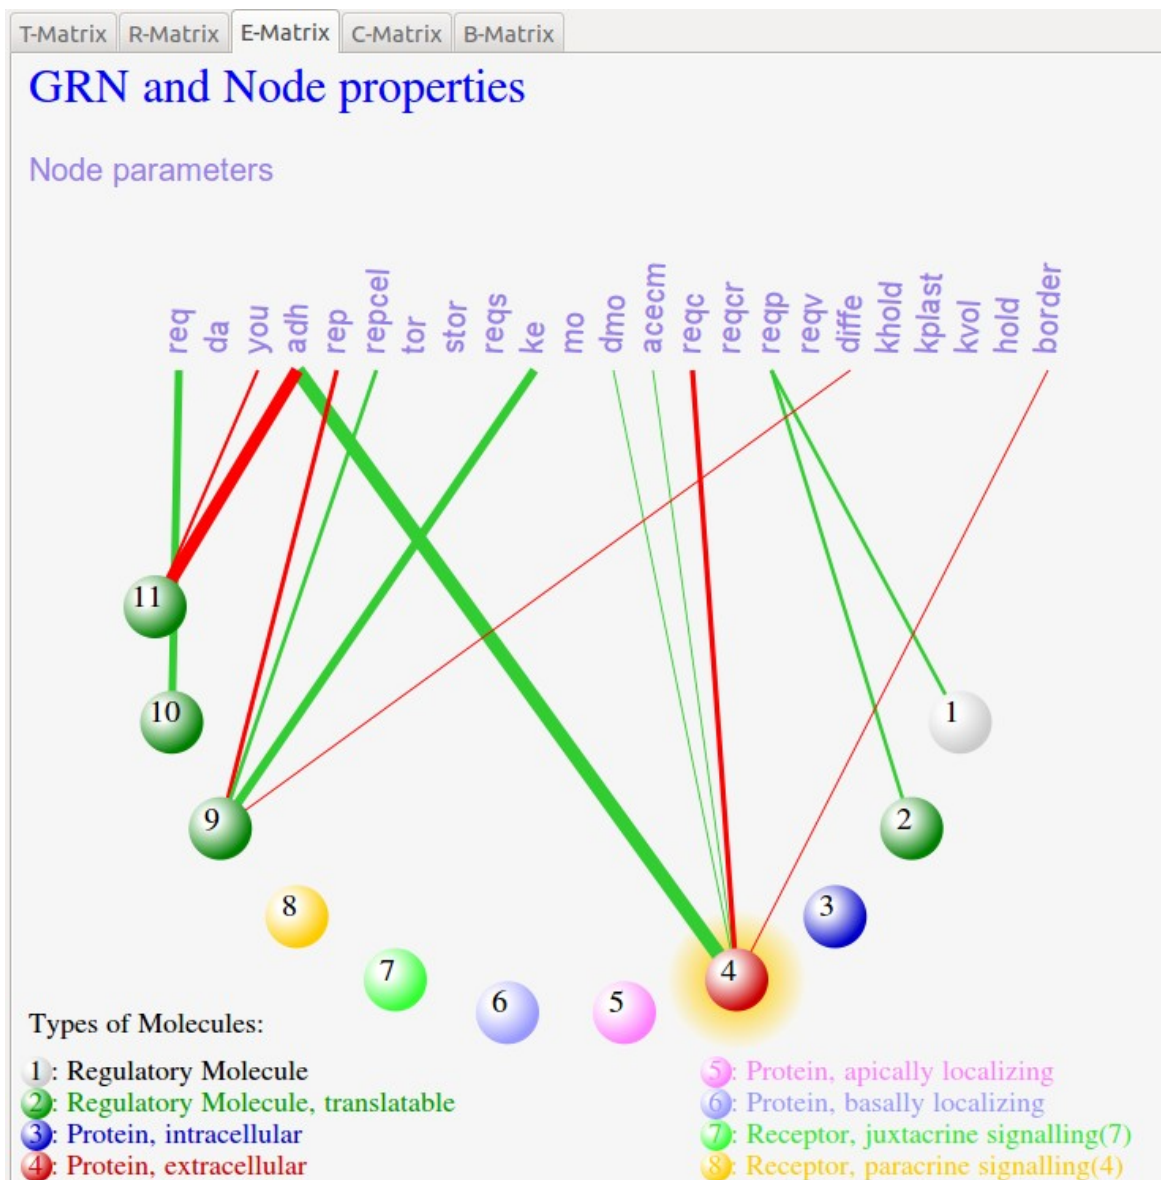 T-Matrix R-Matrix E-Matrix C-Matrix B-Matrix
GRN and Node properties
Node parameters
req da you adh rep repcel tor stor reqs ke mo dmo acecm reqc reqcr reqp reqv diffe khold kplast kvol hold border
11
10
1
9
2
8
3
7
4
6
5
Types of Molecules:
1: Regulatory Molecule
2: Regulatory Molecule, translatable
3: Protein, intracellular
4: Protein, extracellular
5: Protein, apically localizing
6: Protein, basally localizing
7: Receptor, juxtacrine signalling(7)
8: Receptor, paracrine signalling(4)